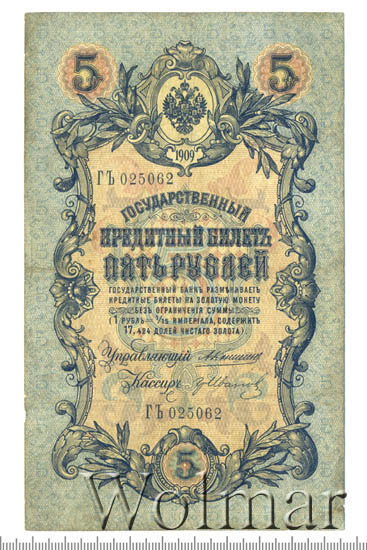 5 5
1909
ГЪ 025062
ГОСУДАРСТВЕННЫЙ
КРЕДИТНЫЙ БИЛЕТЪ
ПЯТЬ РУБЛЕЙ
ГОСУДАРСТВЕННЫЙ БАНКЪ РАЗМѢНИВАЕТЪ
КРЕДИТНЫЕ БИЛЕТЫ НА ЗОЛОТУЮ МОНЕТУ
БЕЗЪ ОГРАНИЧЕНІЯ СУММЫ
(1 РУБЛЬ = 1/15 ИМПЕРІАЛА, СОДЕРЖИТЪ
17,424 ДОЛЕЙ ЧИСТАГО ЗОЛОТА)
Управляющій
Кассиръ
ГЪ 025062
5
Wolmar